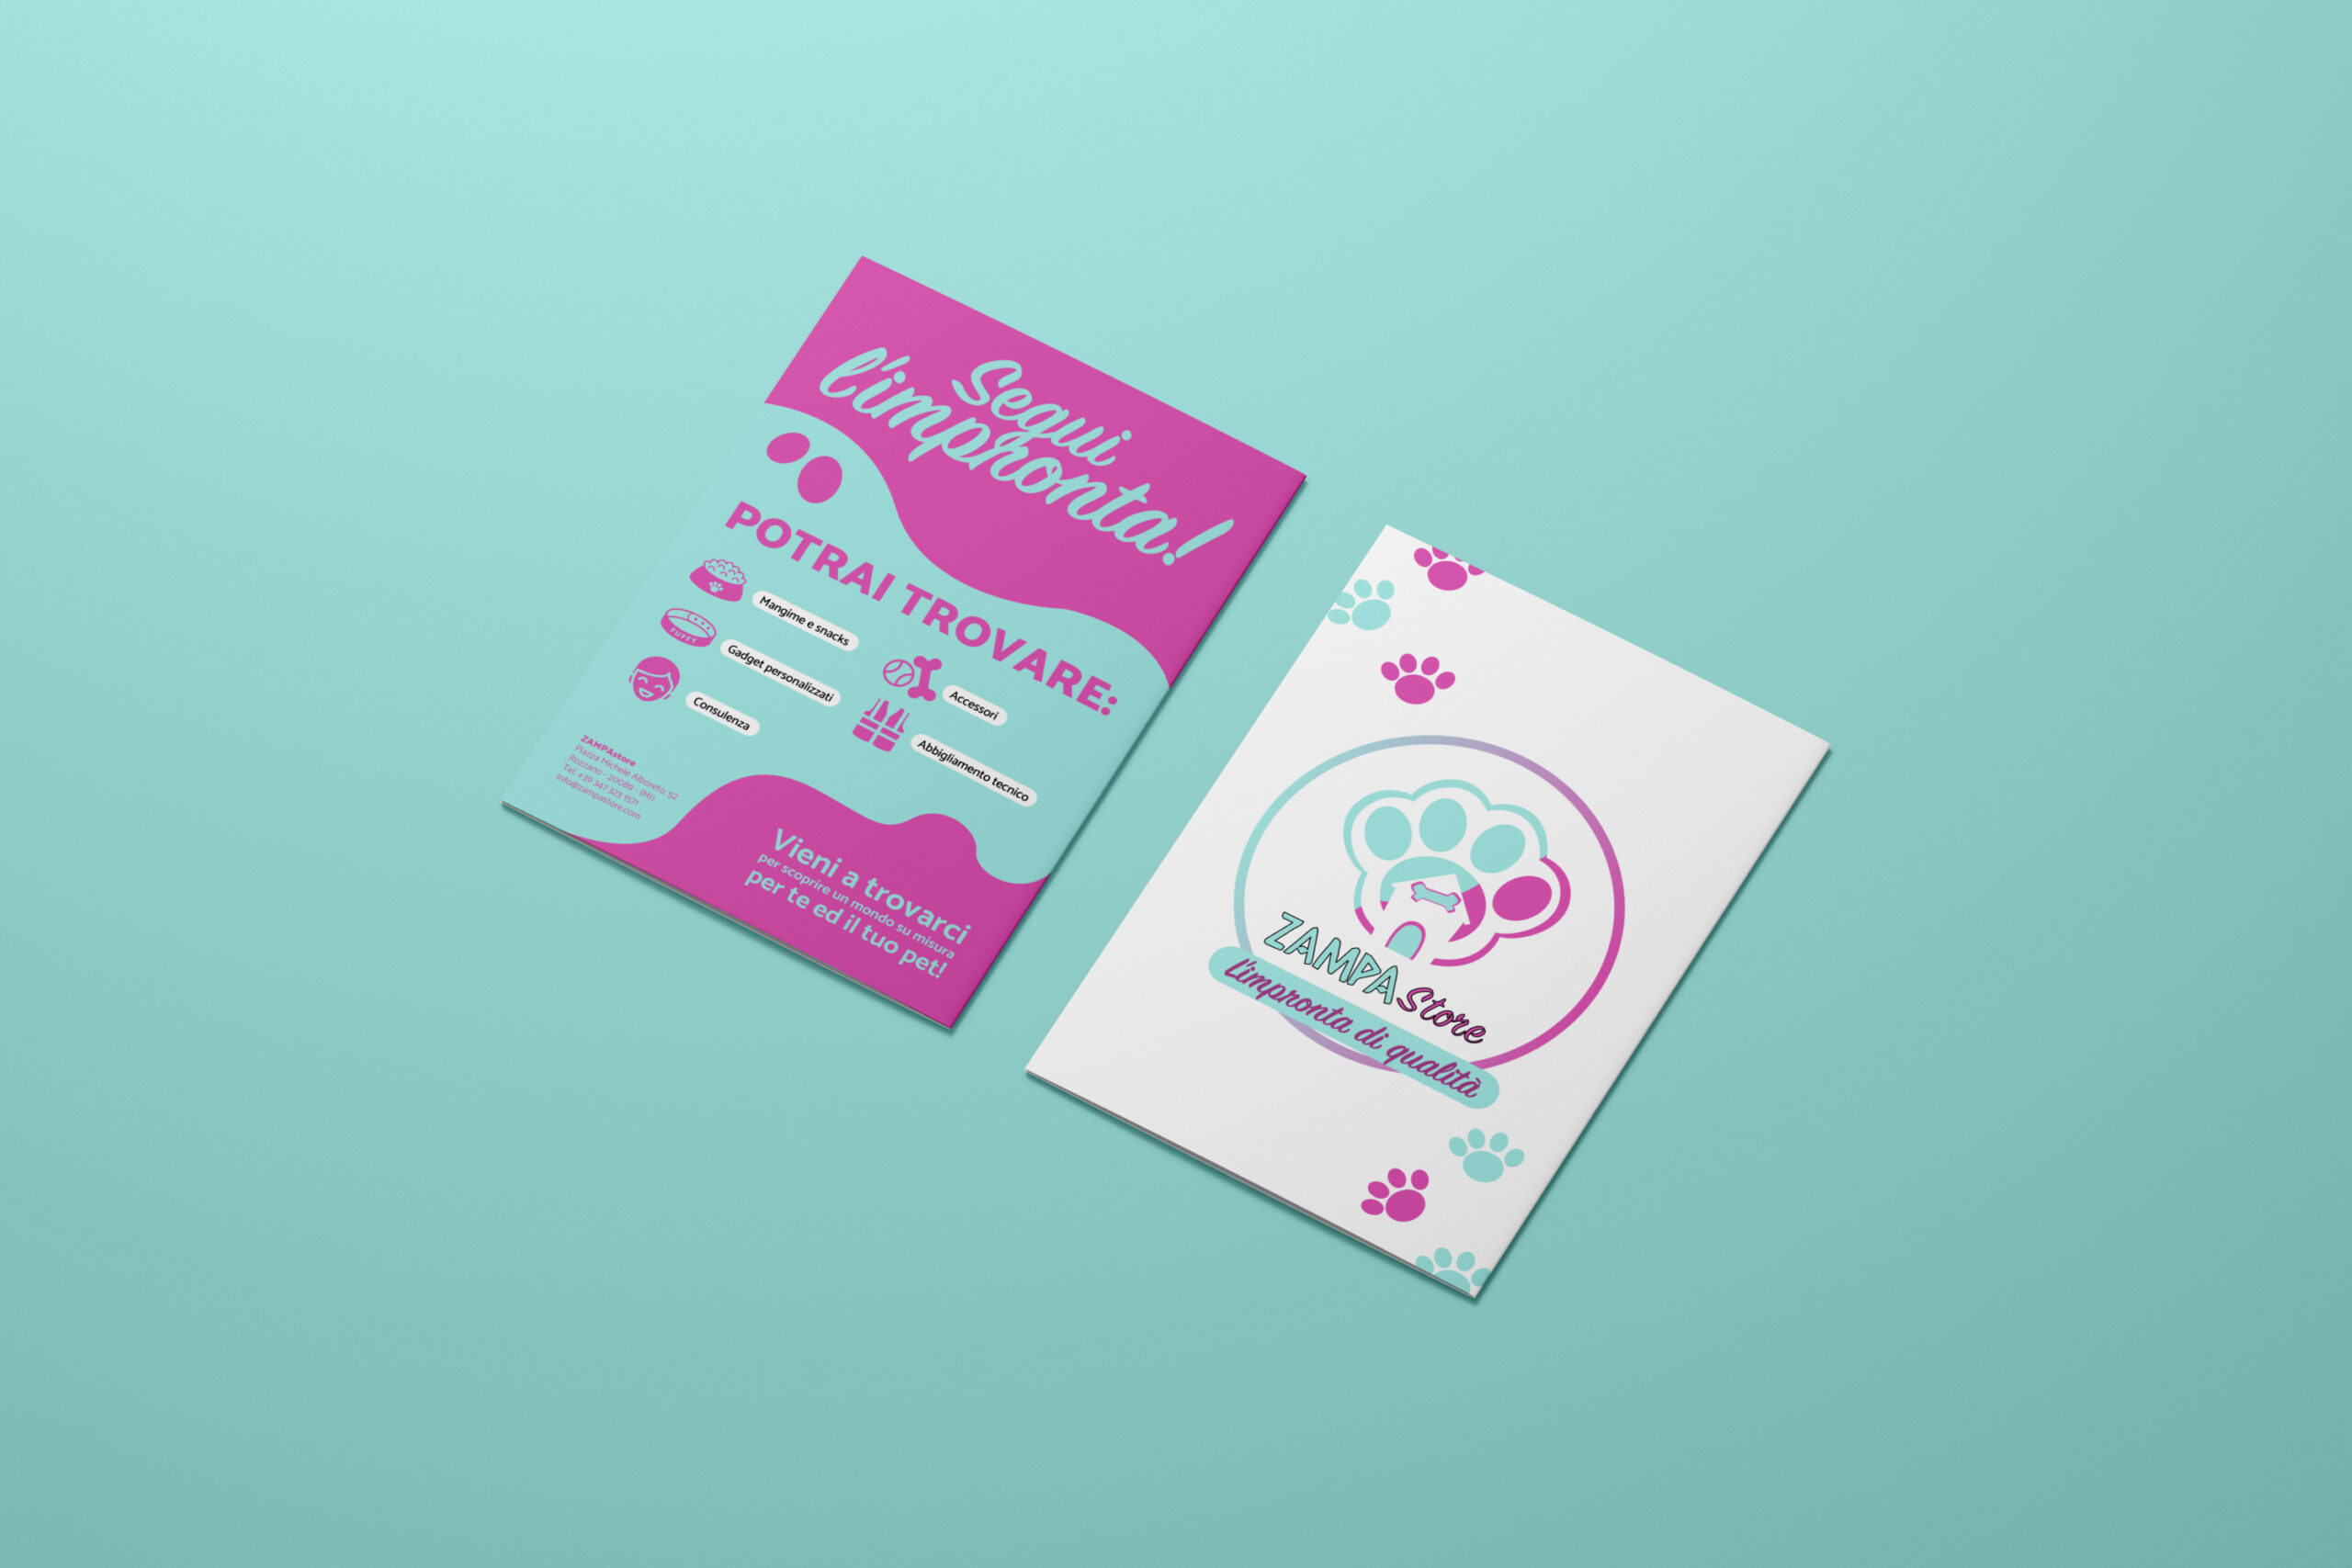 Segui
l'impronta!
POTRAI TROVARE:
Mangime e snacks
Gadget personalizzati
Consulenza
Accessori
Abbigliamento tecnico
FUFFY
ZAMPAstore
Piazza Michele Alboreto, 52
Rozzano - 20089 - (MI)
Tel. +39 347 323 1571
info@zampastore.com
Vieni a trovarci
per scoprire un mondo su misura
per te ed il tuo pet!
ZAMPA Store
L'impronta di qualità